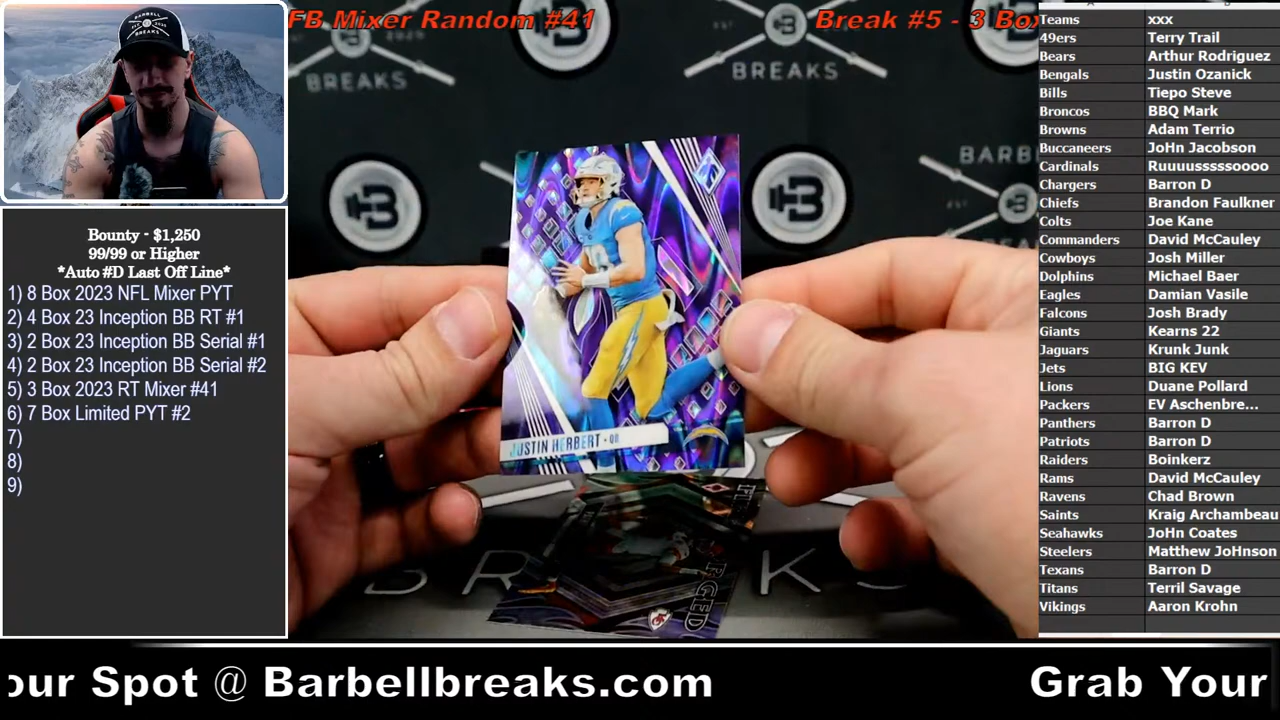 FB Mixer Random #41
Break #5 - 3 Box
BREAKS
BREAKS
BARB
Bounty - $1,250
99/99 or Higher
*Auto #D Last Off Line*
1) 8 Box 2023 NFL Mixer PYT
2) 4 Box 23 Inception BB RT #1
3) 2 Box 23 Inception BB Serial #1
4) 2 Box 23 Inception BB Serial #2
5) 3 Box 2023 RT Mixer #41
6) 7 Box Limited PYT #2
7)
8)
9)
JUSTIN HERBERT - QB
Teams xxx
49ers Terry Trail
Bears Arthur Rodriguez
Bengals Justin Ozanick
Bills Tiepo Steve
Broncos BBQ Mark
Browns Adam Terrio
Buccaneers JoHn Jacobson
Cardinals Ruuuusssssoooo
Chargers Barron D
Chiefs Brandon Faulkner
Colts Joe Kane
Commanders David McCauley
Cowboys Josh Miller
Dolphins Michael Baer
Eagles Damian Vasile
Falcons Josh Brady
Giants Kearns 22
Jaguars Krunk Junk
Jets BIG KEV
Lions Duane Pollard
Packers EV Aschenbre...
Panthers Barron D
Patriots Barron D
Raiders Boinkerz
Rams David McCauley
Ravens Chad Brown
Saints Kraig Archambeau
Seahawks JoHn Coates
Steelers Matthew JoHnson
Texans Barron D
Titans Terril Savage
Vikings Aaron Krohn
our Spot @ Barbellbreaks.com
Grab Your